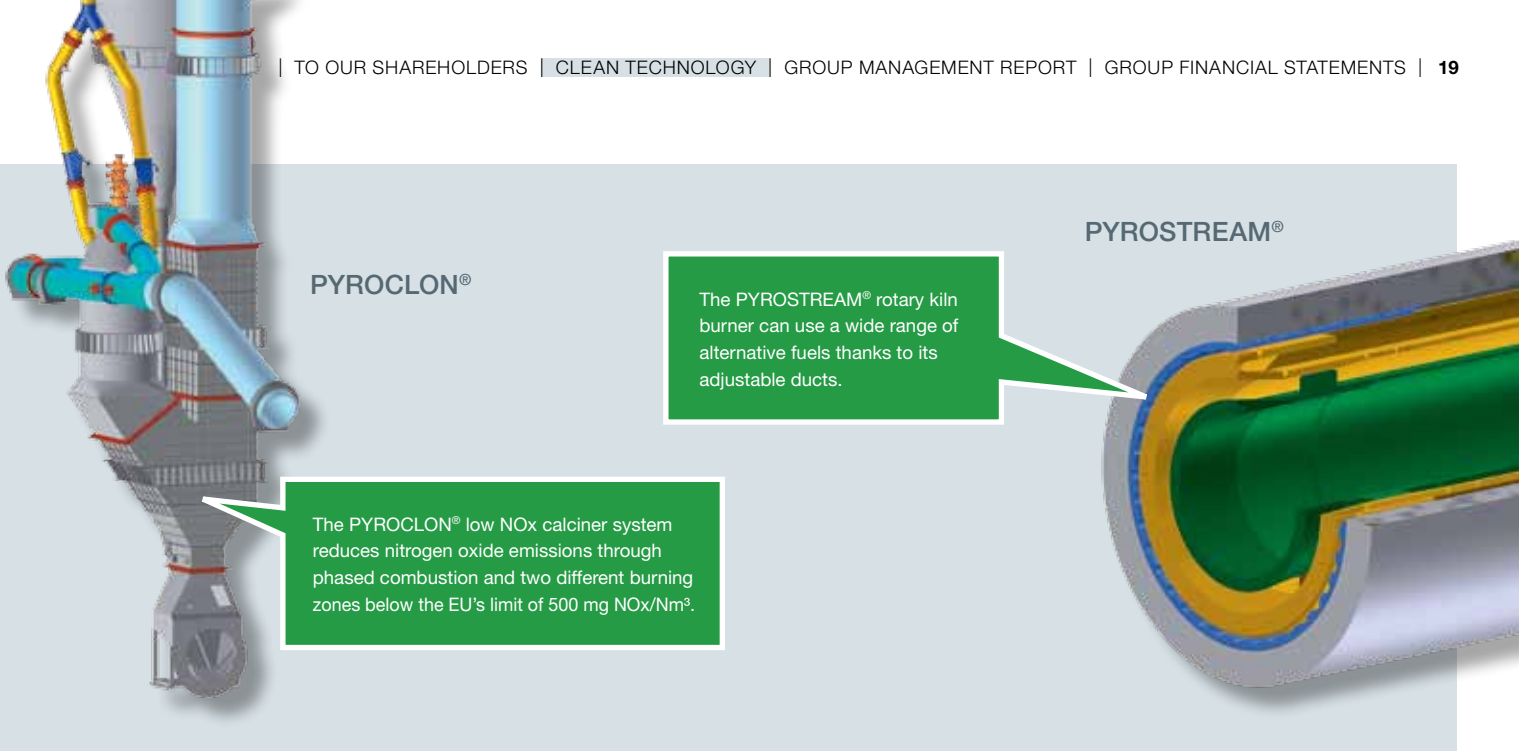 | TO OUR SHAREHOLDERS | CLEAN TECHNOLOGY | GROUP MANAGEMENT REPORT | GROUP FINANCIAL STATEMENTS | 19
PYROSTREAM®
PYROCLON®
The PYROSTREAM® rotary kiln
burner can use a wide range of
alternative fuels thanks to its
adjustable ducts.
The PYROCLON® low NOx calciner system
reduces nitrogen oxide emissions through
phased combustion and two different burning
zones below the EU’s limit of 500 mg NOx/Nm³.